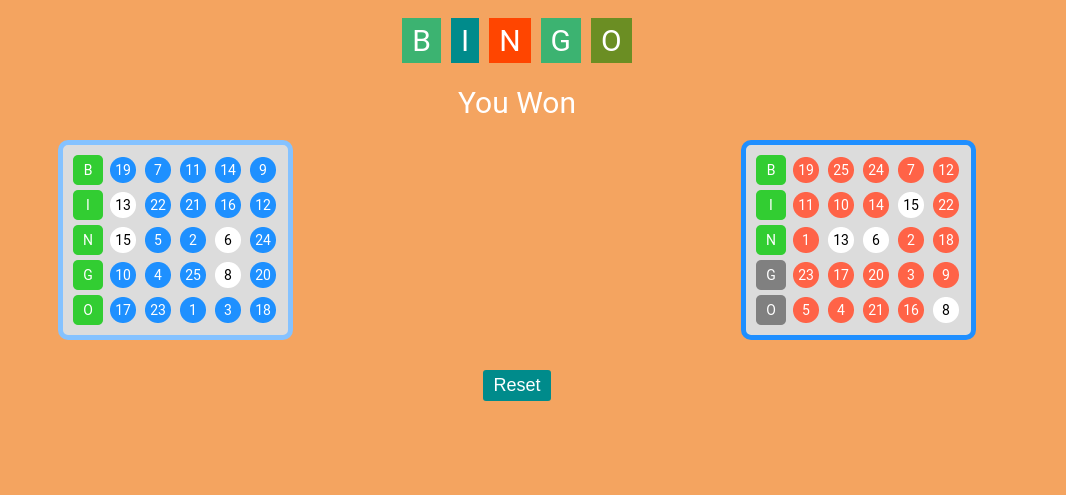 B I N G O
You Won
B 19 7 11 14 9
I 13 22 21 16 12
N 15 5 2 6 24
G 10 4 25 8 20
O 17 23 1 3 18
B 19 25 24 7 12
I 11 10 14 15 22
N 1 13 6 2 18
G 23 17 20 3 9
O 5 4 21 16 8
Reset